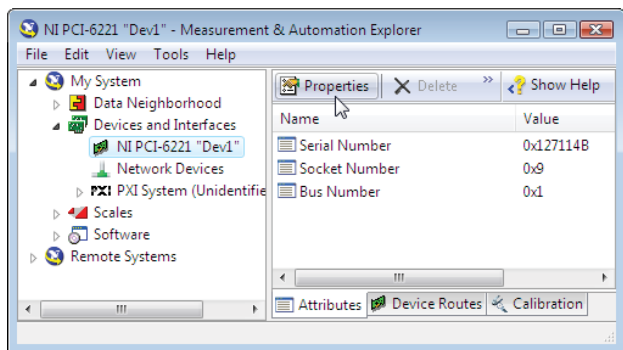 NI PCI-6221 "Dev1" - Measurement & Automation Explorer
File Edit View Tools Help
My System
Data Neighborhood
Devices and Interfaces
NI PCI-6221 "Dev1"
Network Devices
PXI PXI System (Unidentifie
Scales
Software
Remote Systems
Properties Delete » Show Help
Name Value
Serial Number 0x127114B
Socket Number 0x9
Bus Number 0x1
Attributes Device Routes Calibration